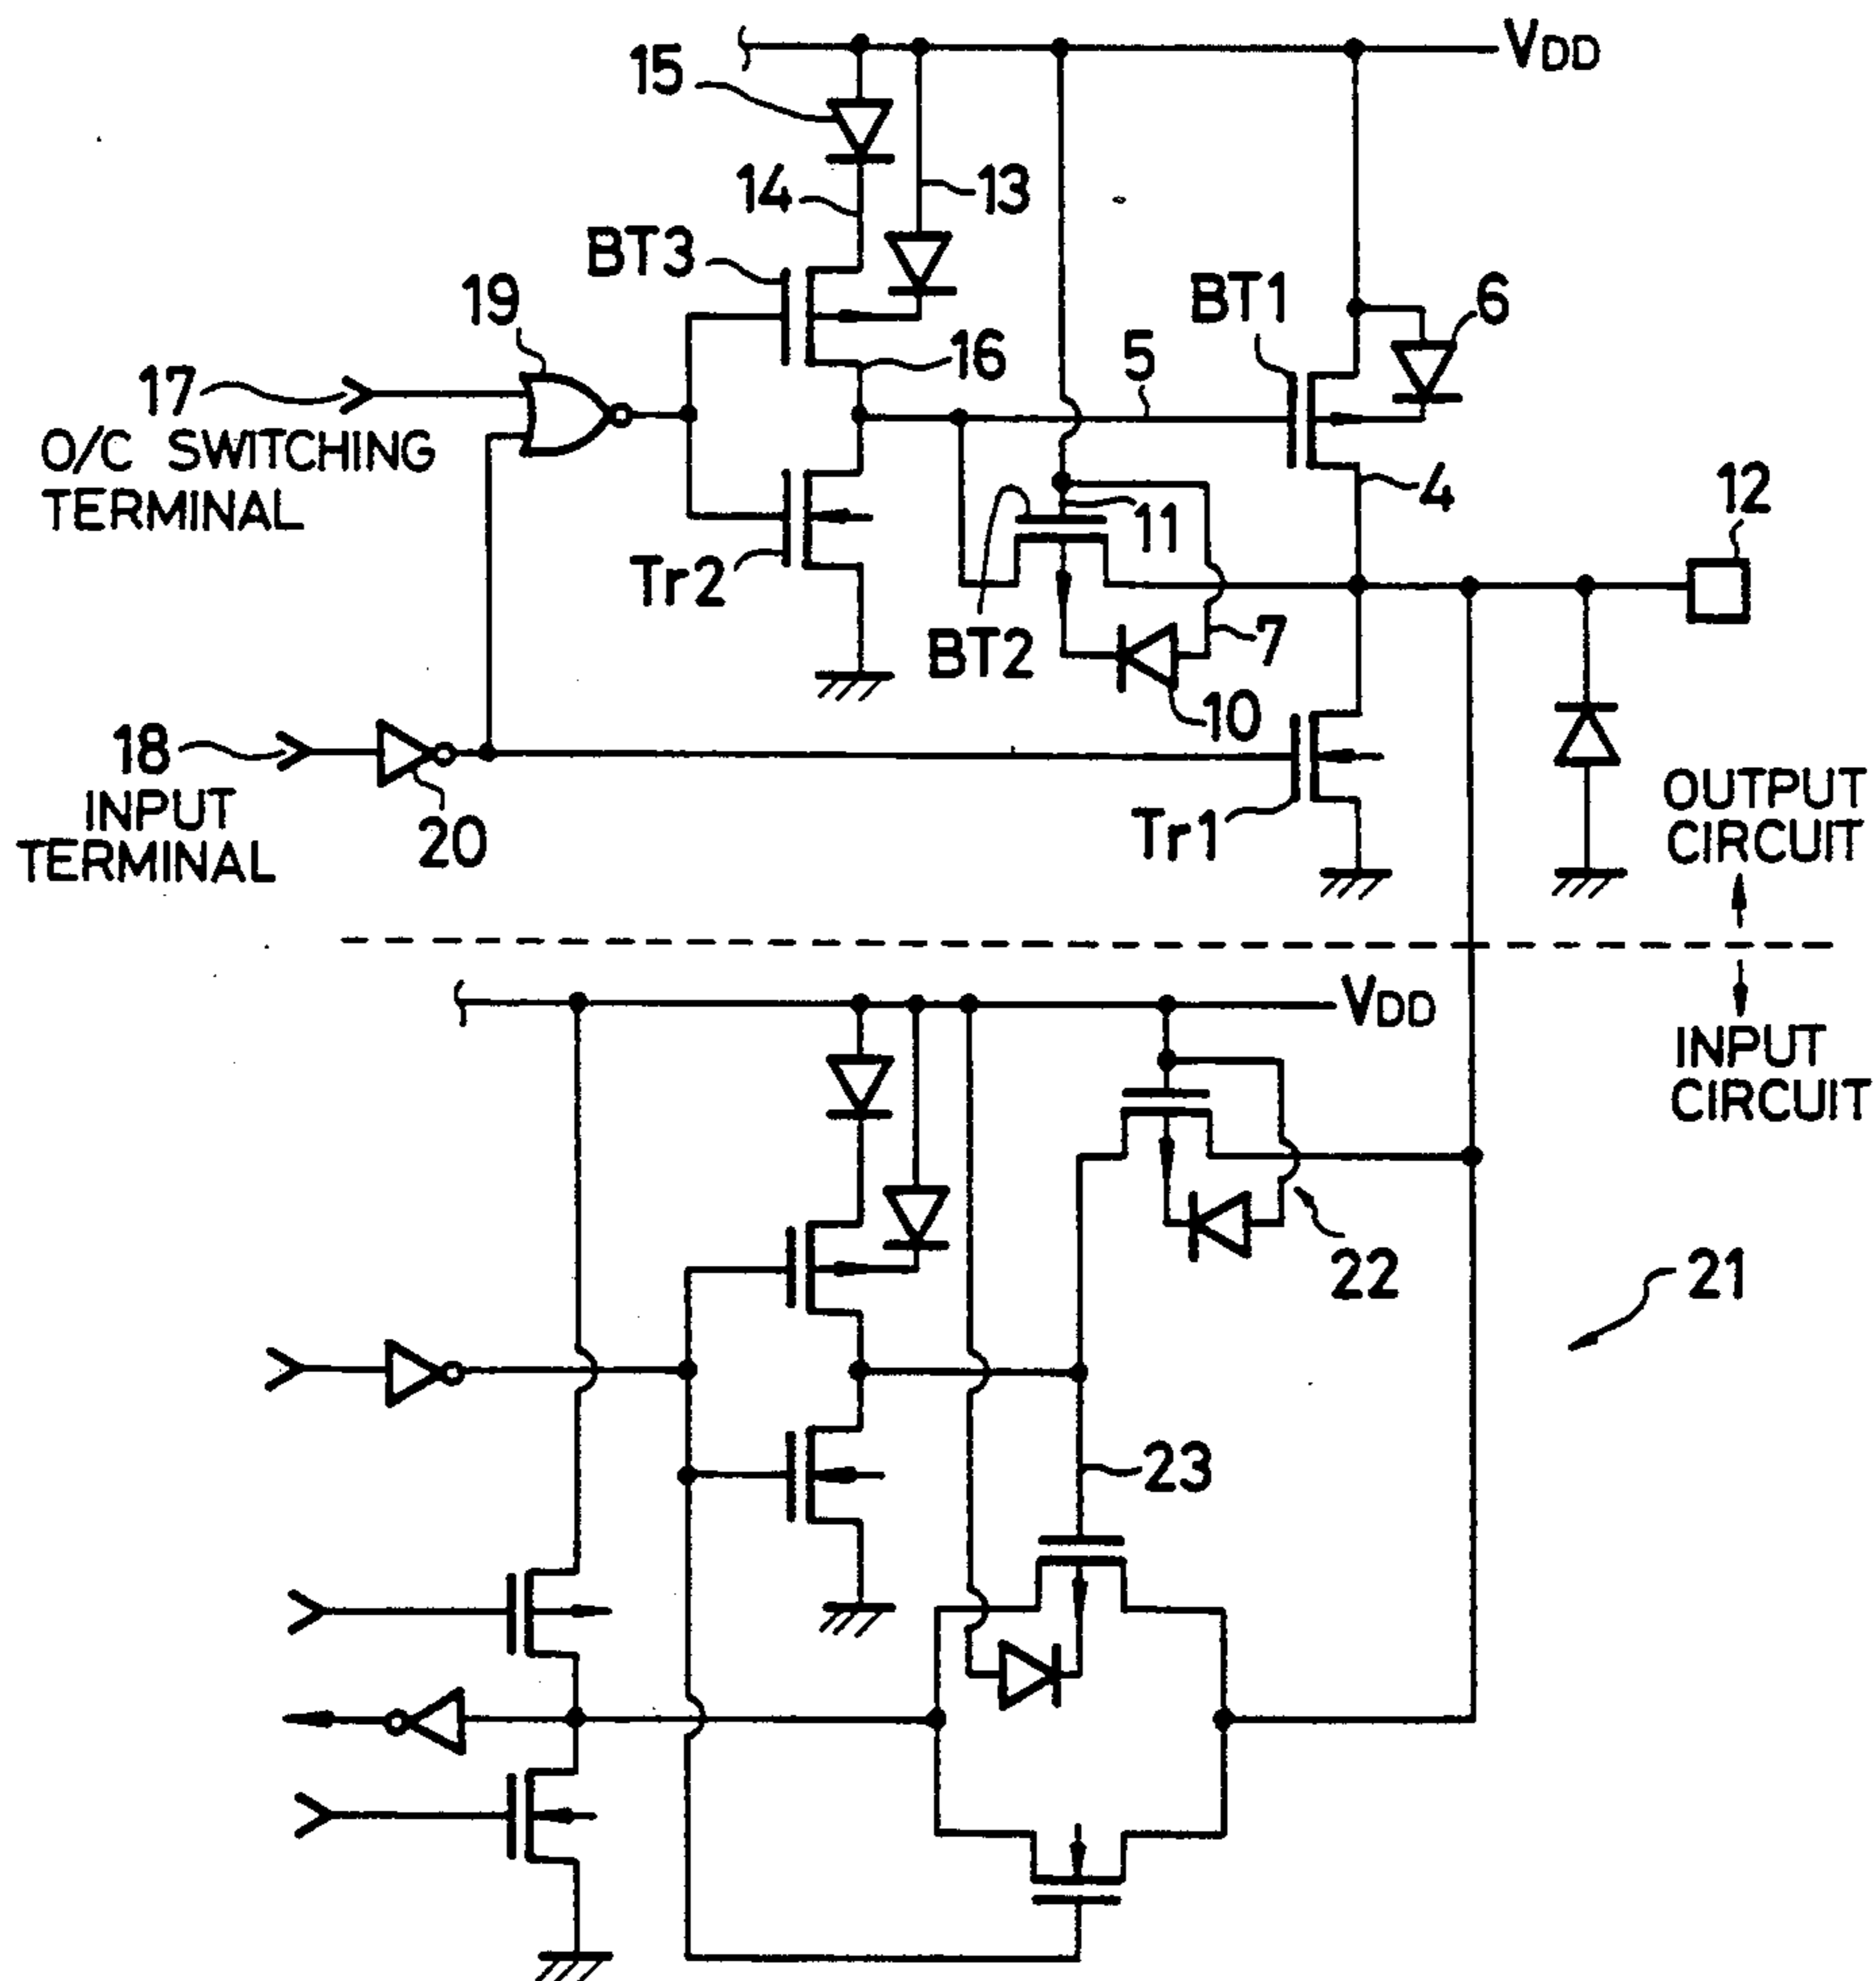 VDD
15
14
13
BT3
BT1
6
19
16
5
17
O/C SWITCHING
TERMINAL
4
12
11
Tr2
BT2
7
10
18
INPUT
TERMINAL
20
Tr1
OUTPUT
CIRCUIT
VDD
INPUT
CIRCUIT
22
21
23